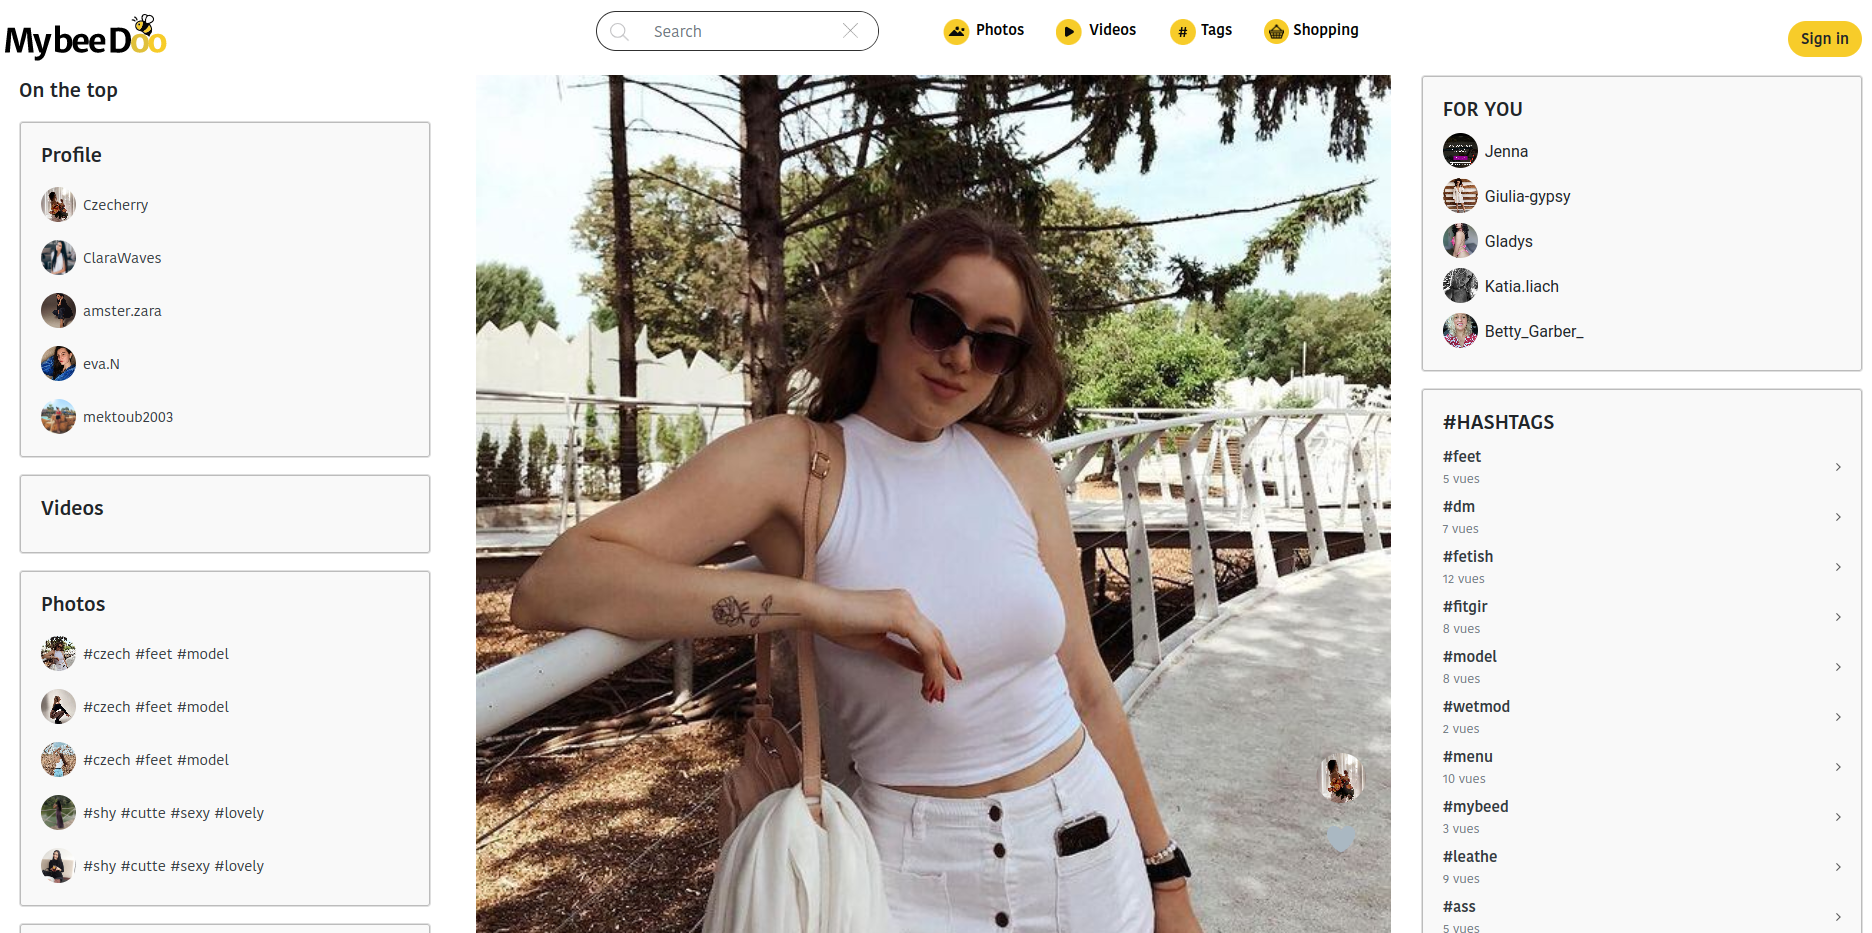 MybeeDoo
Search
Photos
Videos
# Tags
Shopping
Sign in
On the top
Profile
Czecherry
ClaraWaves
amster.zara
eva.N
mektoub2003
Videos
Photos
#czech #feet #model
#czech #feet #model
#czech #feet #model
#shy #cutte #sexy #lovely
#shy #cutte #sexy #lovely
FOR YOU
Jenna
Giulia-gypsy
Gladys
Katia.liach
Betty_Garber_
#HASHTAGS
#feet
5 vues
#dm
7 vues
#fetish
12 vues
#fitgir
8 vues
#model
8 vues
#wetmod
2 vues
#menu
10 vues
#mybeed
3 vues
#leathe
9 vues
#ass
5 vues